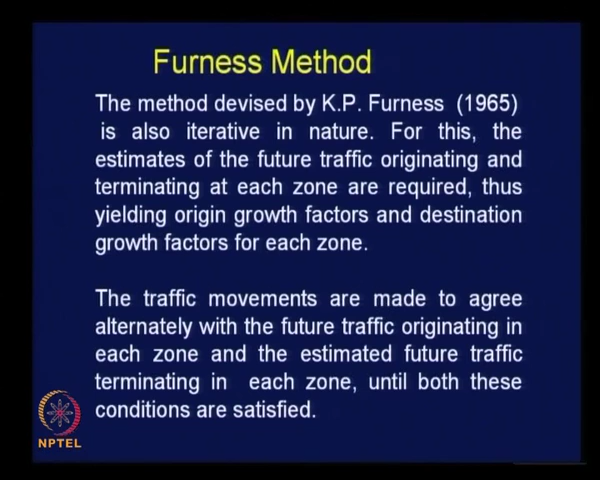 Furness Method
The method devised by K.P. Furness (1965)
is also iterative in nature. For this, the
estimates of the future traffic originating and
terminating at each zone are required, thus
yielding origin growth factors and destination
growth factors for each zone.
The traffic movements are made to agree
alternately with the future traffic originating in
each zone and the estimated future traffic
terminating in each zone, until both these
conditions are satisfied.
NPTEL